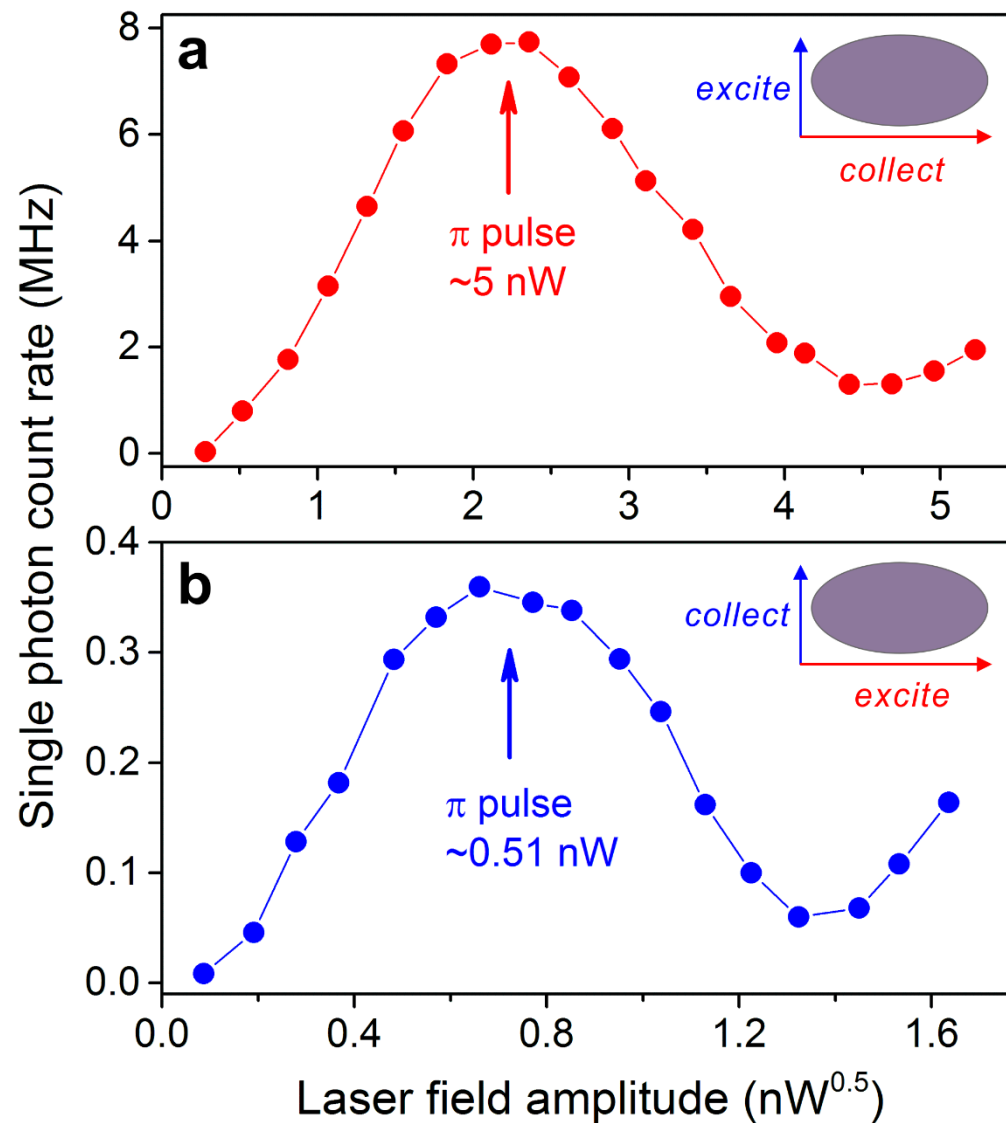 Single photon count rate (MHz)
a
8
6
4
2
0
excite
collect
π pulse
~5 nW
0 1 2 3 4 5
b
0.4
0.3
0.2
0.1
0.0
collect
excite
π pulse
~0.51 nW
0.0 0.4 0.8 1.2 1.6
Laser field amplitude (nW⁰·⁵)